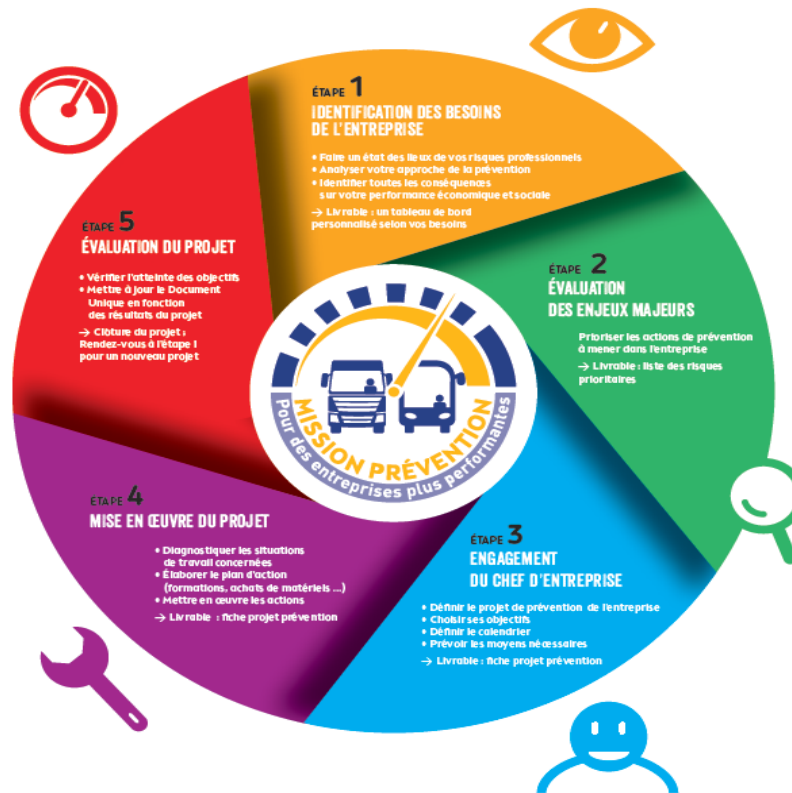 ÉTAPE 1
IDENTIFICATION DES BESOINS
DE L'ENTREPRISE
• Faire un état des lieux de vos risques professionnels
• Analyser votre approche de la prévention
• Identifier toutes les conséquences
sur votre performance économique et sociale
→ Livrable : un tableau de bord
personnalisé selon vos besoins
ÉTAPE 2
ÉVALUATION
DES ENJEUX MAJEURS
Prioriser les actions de prévention
à mener dans l'entreprise
→ Livrable : liste des risques
prioritaires
ÉTAPE 3
ENGAGEMENT
DU CHEF D'ENTREPRISE
• Définir le projet de prévention de l'entreprise
• Choisir ses objectifs
• Définir le calendrier
• Prévoir les moyens nécessaires
→ Livrable : fiche projet prévention
ÉTAPE 4
MISE EN ŒUVRE DU PROJET
• Diagnostiquer les situations
de travail concernées
• Élaborer le plan d'action
(formations, achats de matériels ...)
• Mettre en œuvre les actions
→ Livrable : fiche projet prévention
ÉTAPE 5
ÉVALUATION DU PROJET
• Vérifier l'atteinte des objectifs
• Mettre à jour le Document
Unique en fonction
des résultats du projet
→ Clôture du projet :
Rendez-vous à l'étape 1
pour un nouveau projet
MISSION PRÉVENTION
Pour des entreprises plus performantes